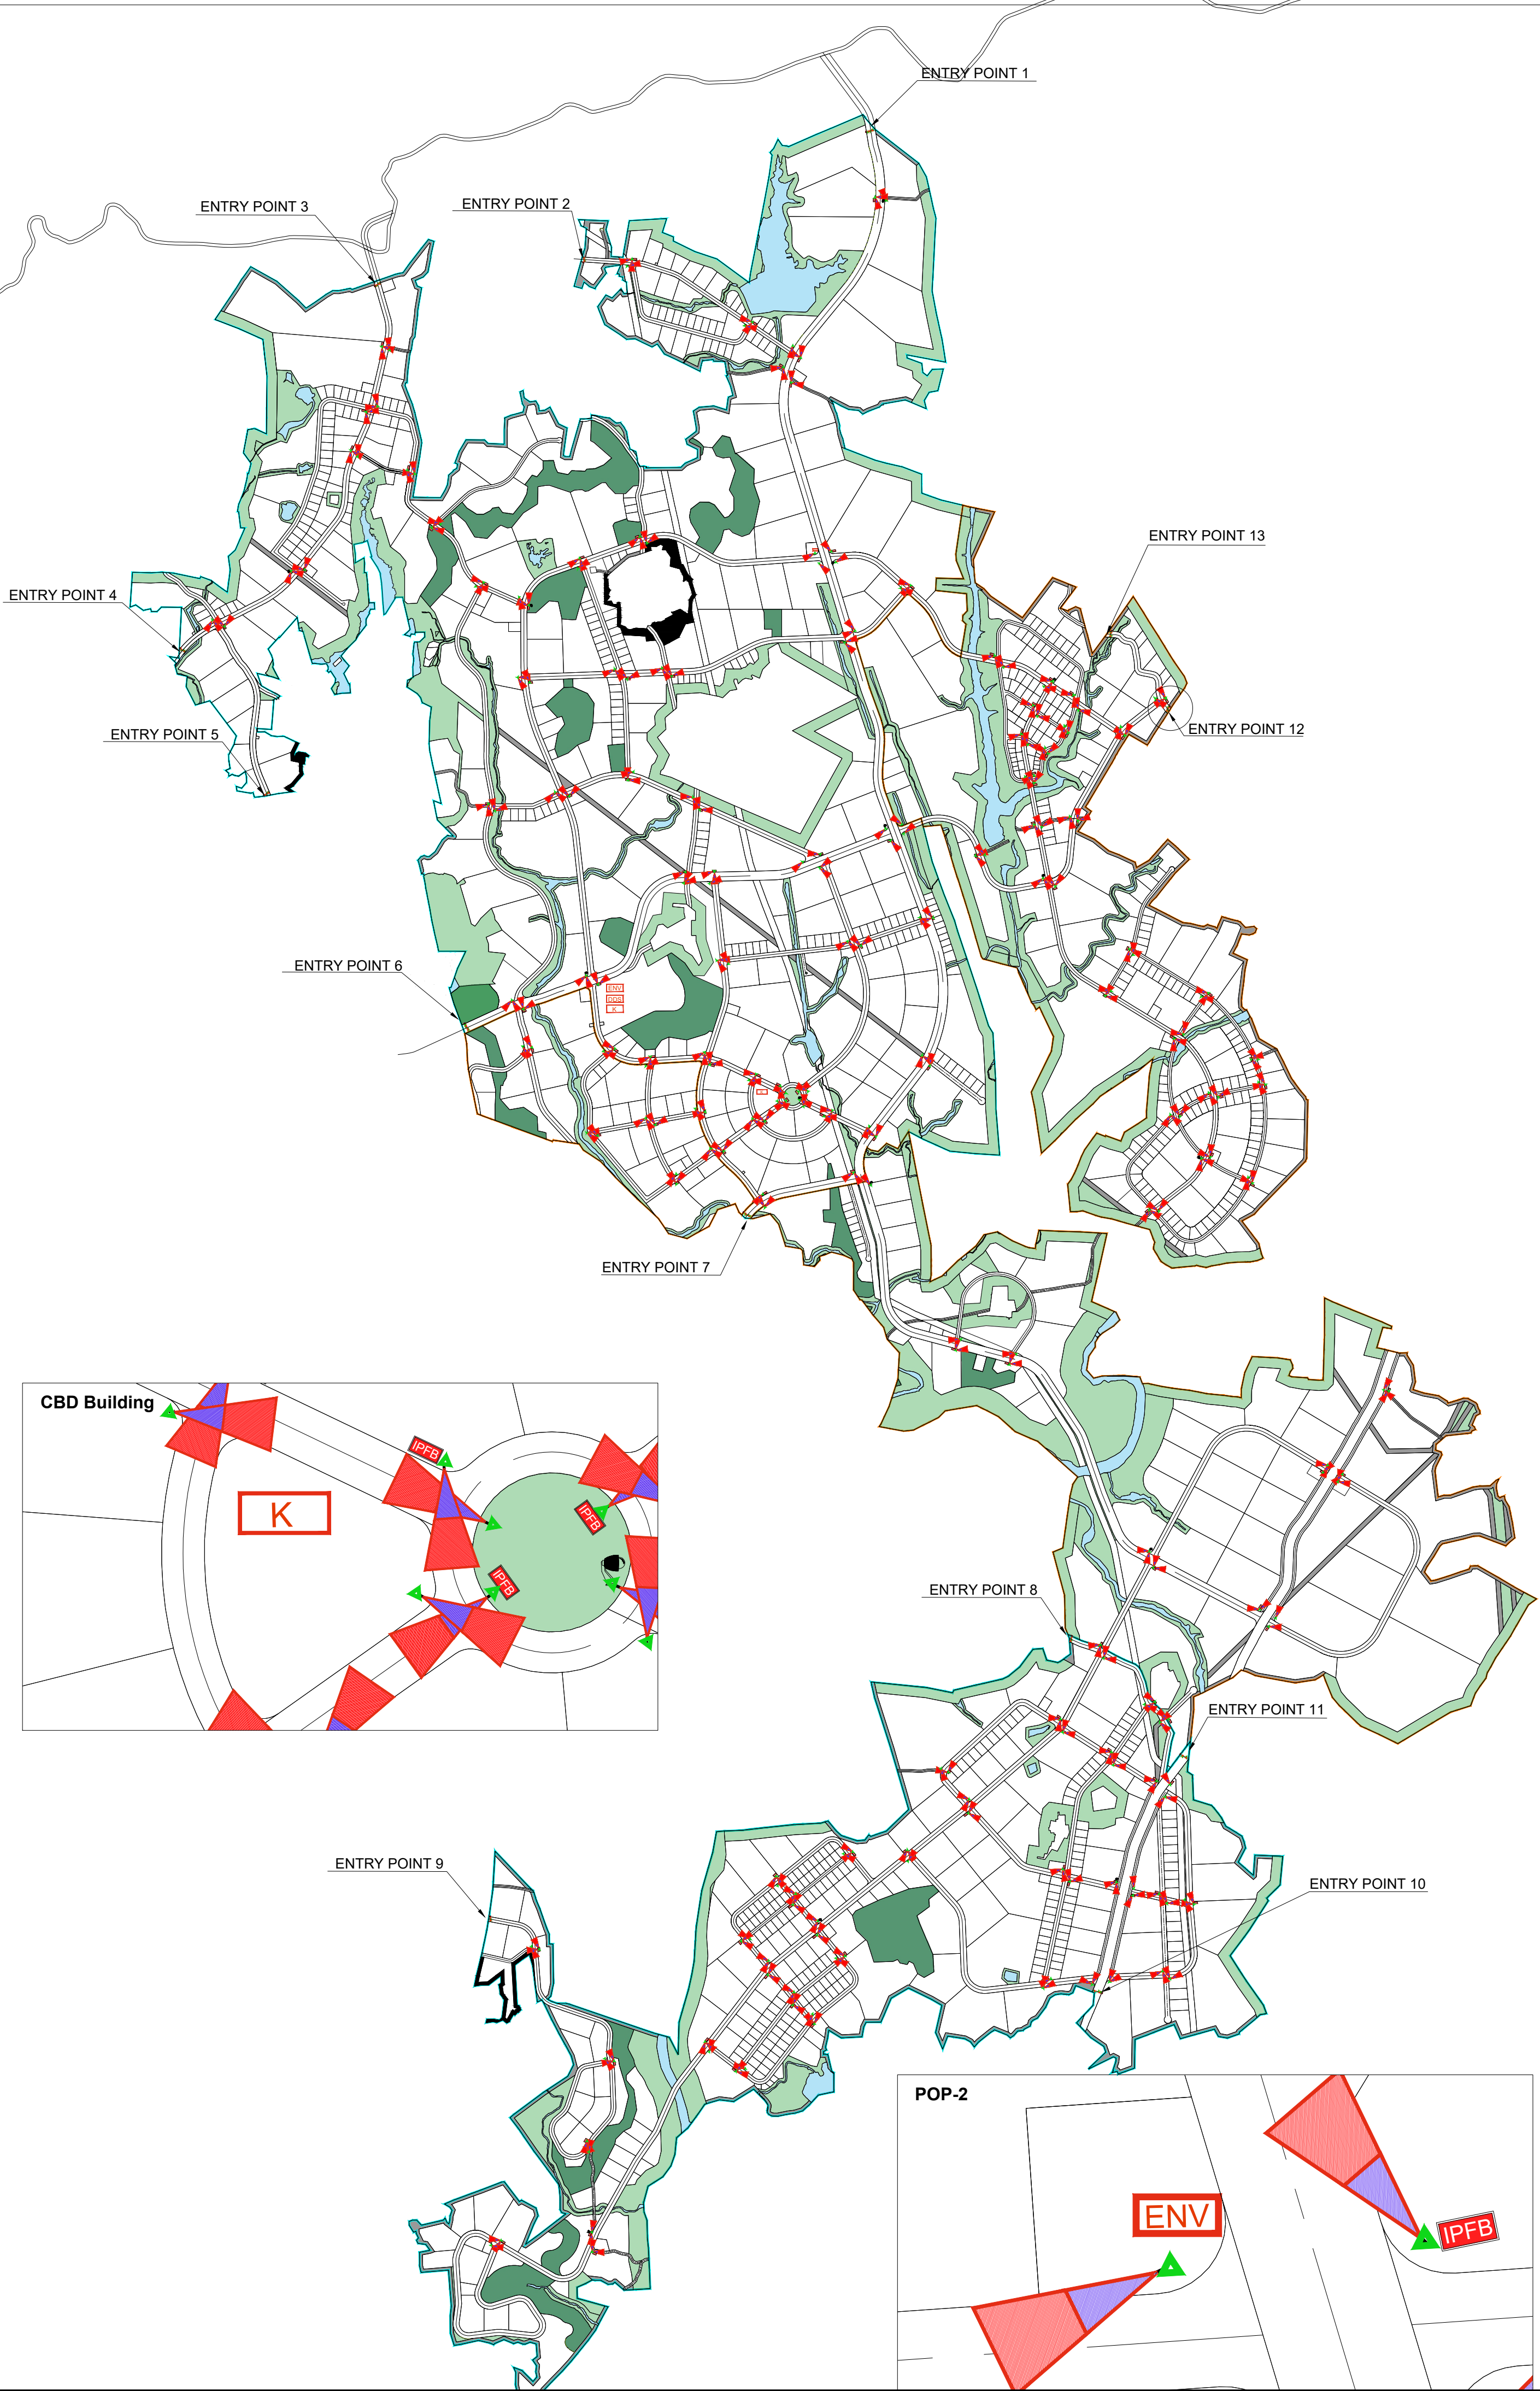 ENTRY POINT 1
ENTRY POINT 2
ENTRY POINT 3
ENTRY POINT 13
ENTRY POINT 4
ENTRY POINT 12
ENTRY POINT 5
ENTRY POINT 6
ENV
K
ENTRY POINT 7
CBD Building
IPFB
K
IPFB
IPFB
ENTRY POINT 8
ENTRY POINT 11
ENTRY POINT 9
ENTRY POINT 10
POP-2
ENV
IPFB